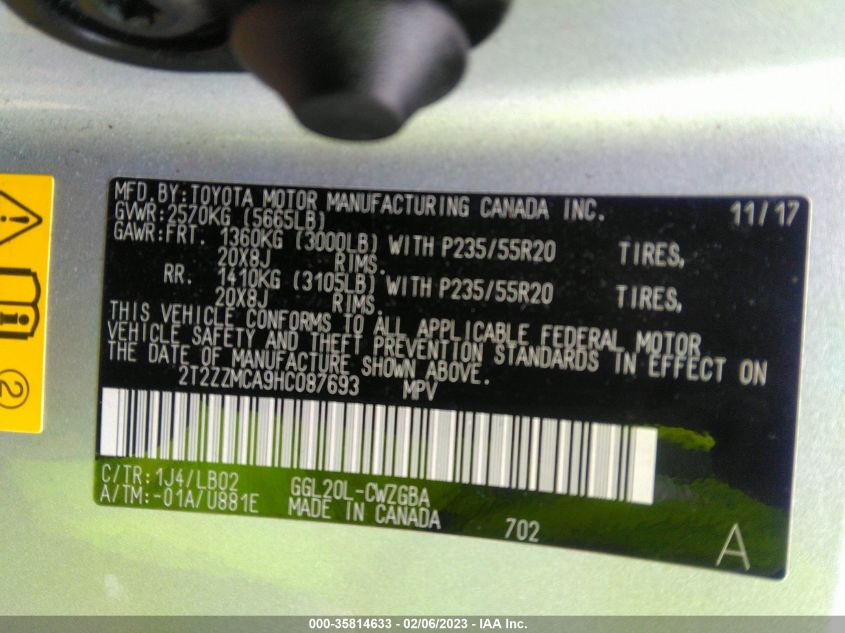 MFD.BY:TOYOTA MOTOR MANUFACTURING CANADA INC. 11/17
GVWR:2570KG (5665LB)
GAWR:FRT. 1360KG (3000LB) WITH P235/55R20 TIRES,
20X8J RIMS.
RR. 1410KG (3105LB) WITH P235/55R20 TIRES,
20X8J RIMS.
THIS VEHICLE CONFORMS TO ALL APPLICABLE FEDERAL MOTOR
VEHICLE SAFETY AND THEFT PREVENTION STANDARDS IN EFFECT ON
THE DATE OF MANUFACTURE SHOWN ABOVE.
2T2ZZMCA9HC087693 MPV
C/TR:1J4/LB02 GGL20L-CWZGBA
A/TM:-01A/U881E MADE IN CANADA 702
A
2
000-35814633 - 02/06/2023 - IAA Inc.